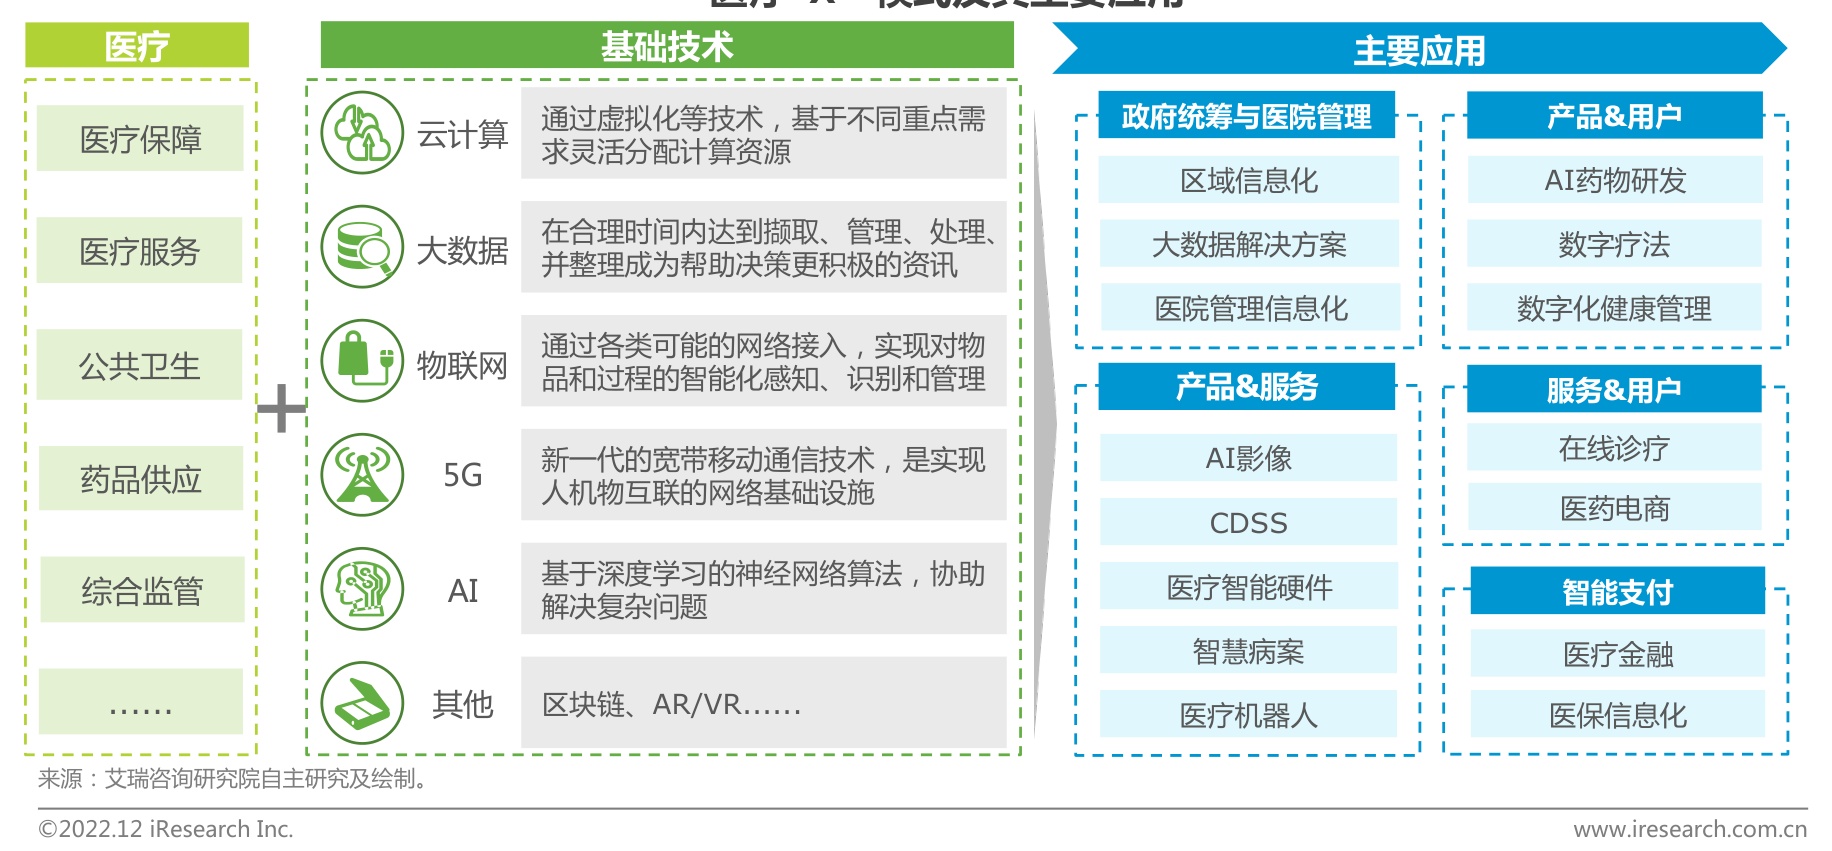 医疗
基础技术
主要应用
医疗保障
医疗服务
公共卫生
药品供应
综合监管
……
+
云计算
通过虚拟化等技术，基于不同重点需
求灵活分配计算资源
大数据
在合理时间内达到撷取、管理、处理、
并整理成为帮助决策更积极的资讯
物联网
通过各类可能的网络接入，实现对物
品和过程的智能化感知、识别和管理
5G
新一代的宽带移动通信技术，是实现
人机物互联的网络基础设施
AI
基于深度学习的神经网络算法，协助
解决复杂问题
其他
区块链、AR/VR……
政府统筹与医院管理
区域信息化
大数据解决方案
医院管理信息化
产品&用户
AI药物研发
数字疗法
数字化健康管理
产品&服务
AI影像
CDSS
医疗智能硬件
智慧病案
医疗机器人
服务&用户
在线诊疗
医药电商
智能支付
医疗金融
医保信息化
来源：艾瑞咨询研究院自主研究及绘制。
©2022.12 iResearch Inc.
www.iresearch.com.cn